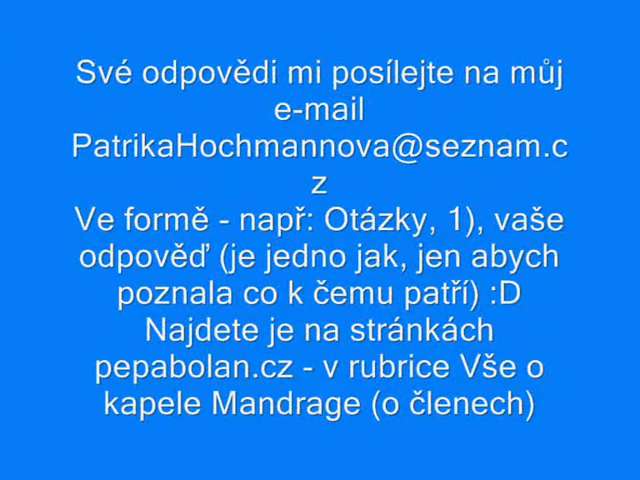 Své odpovědi mi posílejte na můj
e-mail
PatrikaHochmannova@seznam.c
z
Ve formě - např: Otázky, 1), vaše
odpověď (je jedno jak, jen abych
poznala co k čemu patří) :D
Najdete je na stránkách
pepabolan.cz - v rubrice Vše o
kapele Mandrage (o členech)